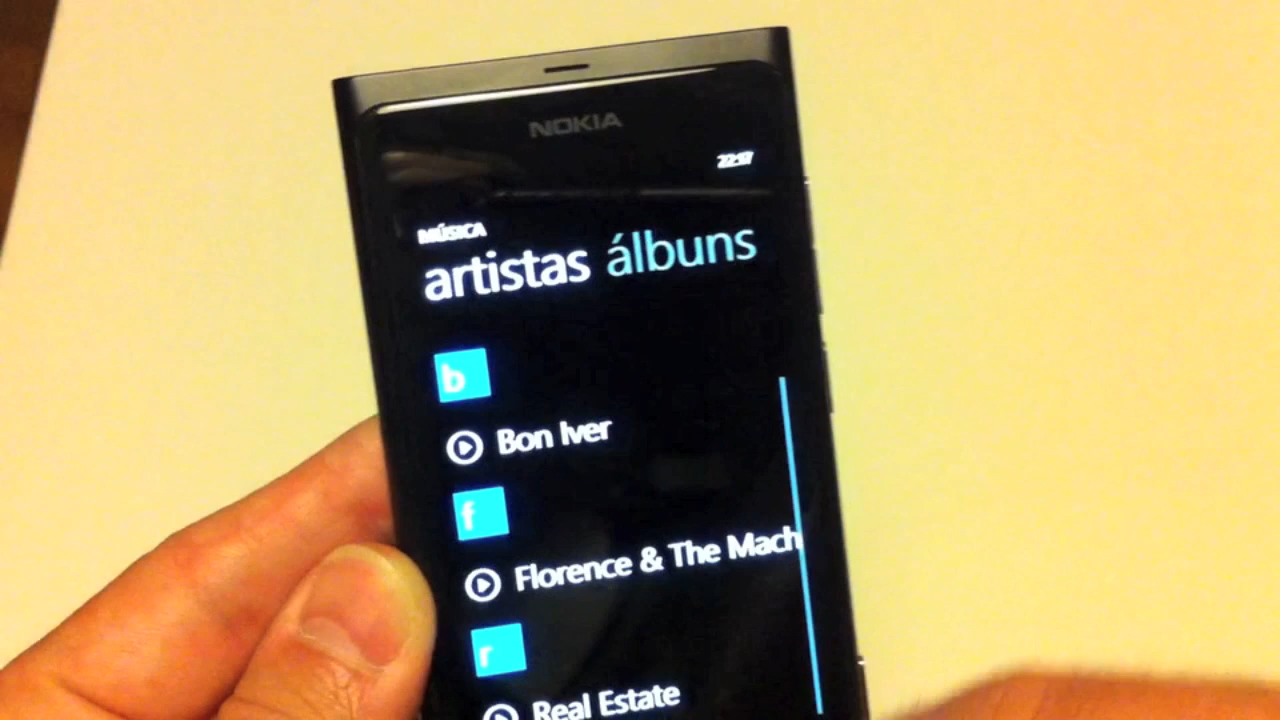 NOKIA
22:17
MÚSICA
artistas álbuns
b
Bon Iver
f
Florence & The Mach
r
Real Estate